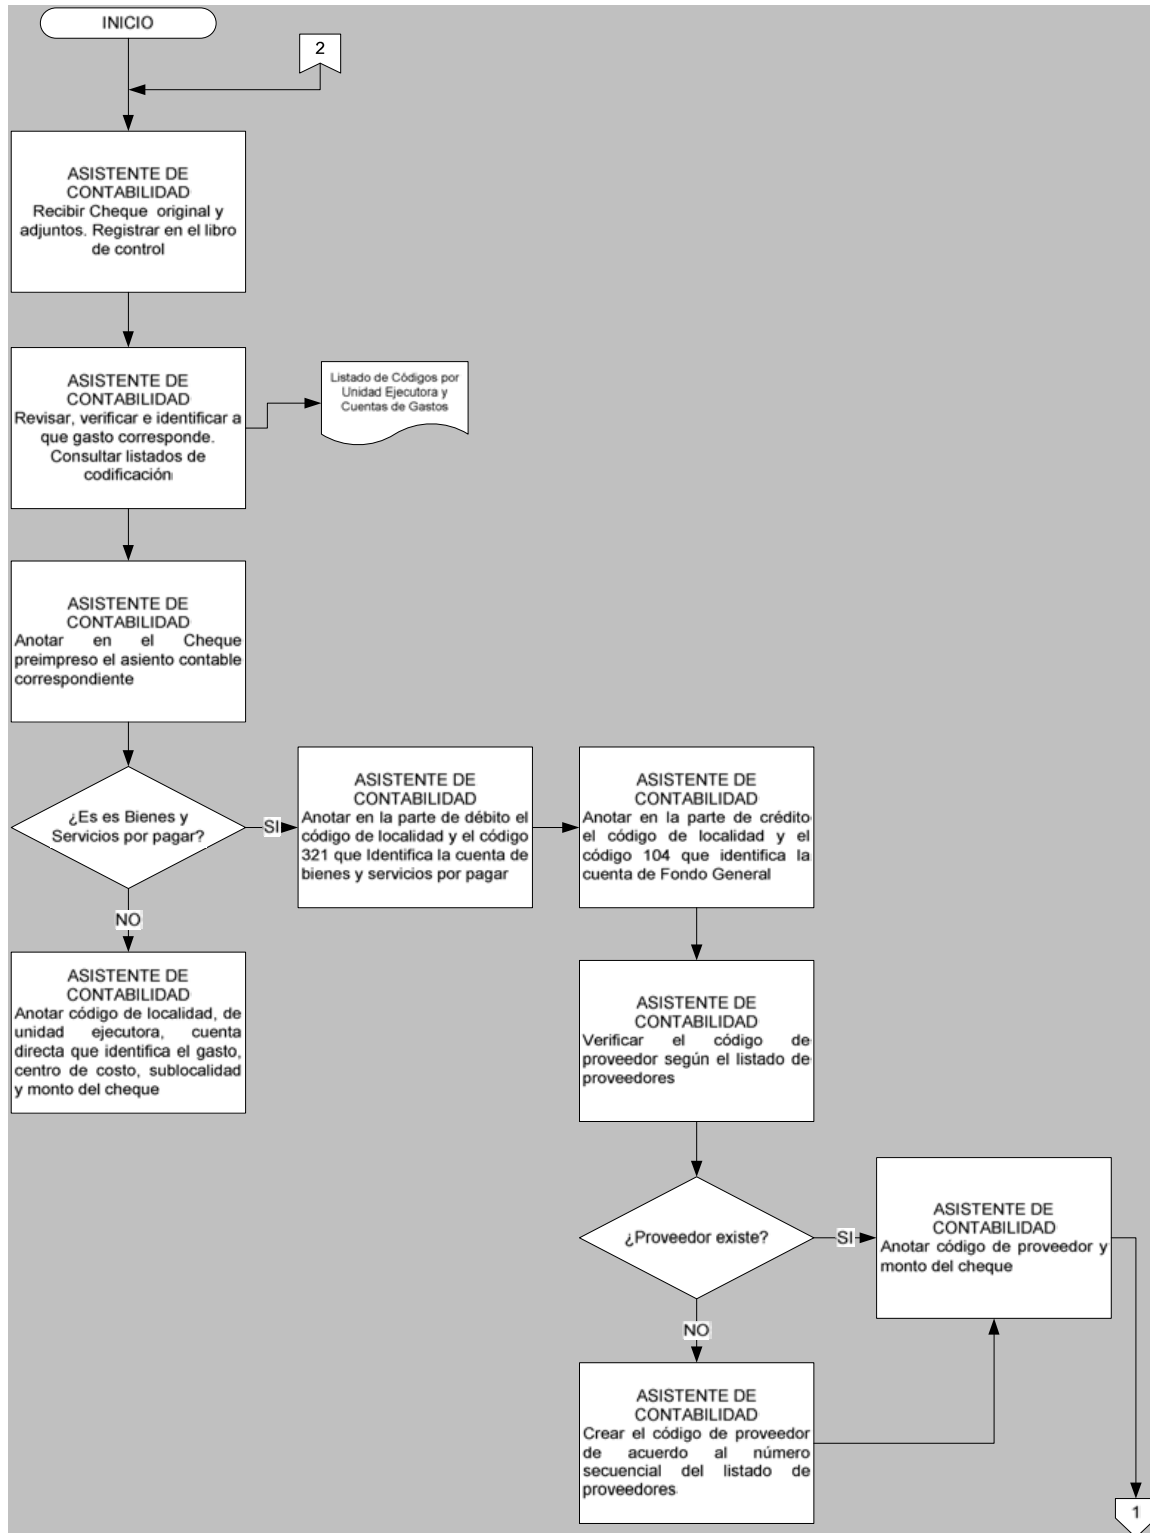 INICIO
2
ASISTENTE DE
CONTABILIDAD
Recibir Cheque original y
adjuntos. Registrar en el libro
de control
ASISTENTE DE
CONTABILIDAD
Revisar, verificar e identificar a
que gasto corresponde.
Consultar listados de
codificación
Listado de Códigos por
Unidad Ejecutora y
Cuentas de Gastos
ASISTENTE DE
CONTABILIDAD
Anotar en el Cheque
preimpreso el asiento contable
correspondiente
¿Es es Bienes y
Servicios por pagar?
SI
ASISTENTE DE
CONTABILIDAD
Anotar en la parte de débito el
código de localidad y el código
321 que Identifica la cuenta de
bienes y servicios por pagar
ASISTENTE DE
CONTABILIDAD
Anotar en la parte de crédito
el código de localidad y el
código 104 que identifica la
cuenta de Fondo General
NO
ASISTENTE DE
CONTABILIDAD
Anotar código de localidad, de
unidad ejecutora, cuenta
directa que identifica el gasto,
centro de costo, sublocalidad
y monto del cheque
ASISTENTE DE
CONTABILIDAD
Verificar el código de
proveedor según el listado de
proveedores
¿Proveedor existe?
SI
ASISTENTE DE
CONTABILIDAD
Anotar código de proveedor y
monto del cheque
NO
ASISTENTE DE
CONTABILIDAD
Crear el código de proveedor
de acuerdo al número
secuencial del listado de
proveedores
1